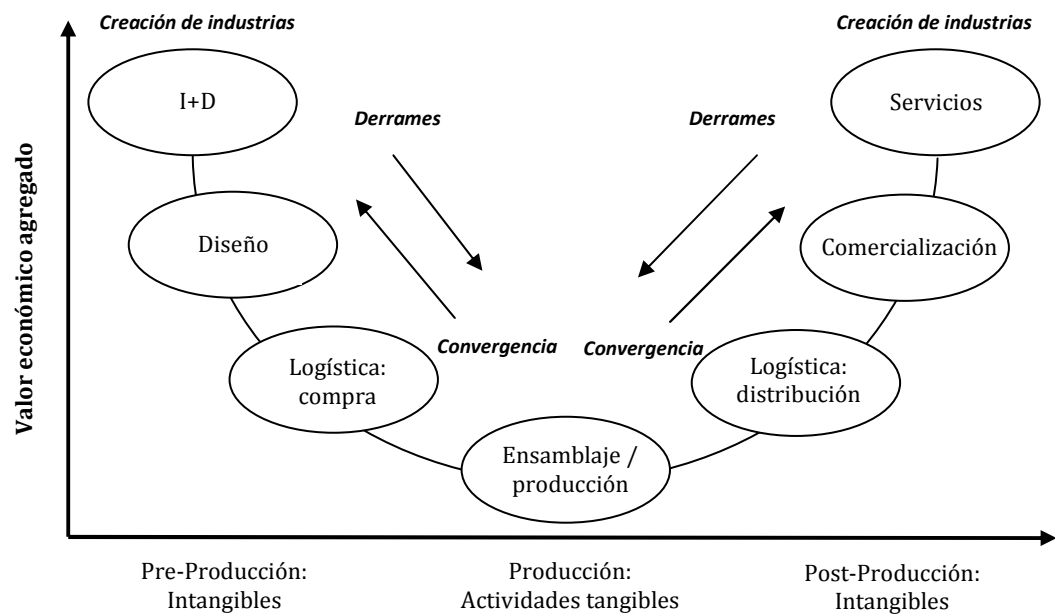 Creación de industrias
Creación de industrias
I+D
Servicios
Derrames
Derrames
Diseño
Comercialización
Convergencia
Convergencia
Logística:
compra
Logística:
distribución
Ensamblaje /
producción
Valor económico agregado
Pre-Producción:
Intangibles
Producción:
Actividades tangibles
Post-Producción:
Intangibles